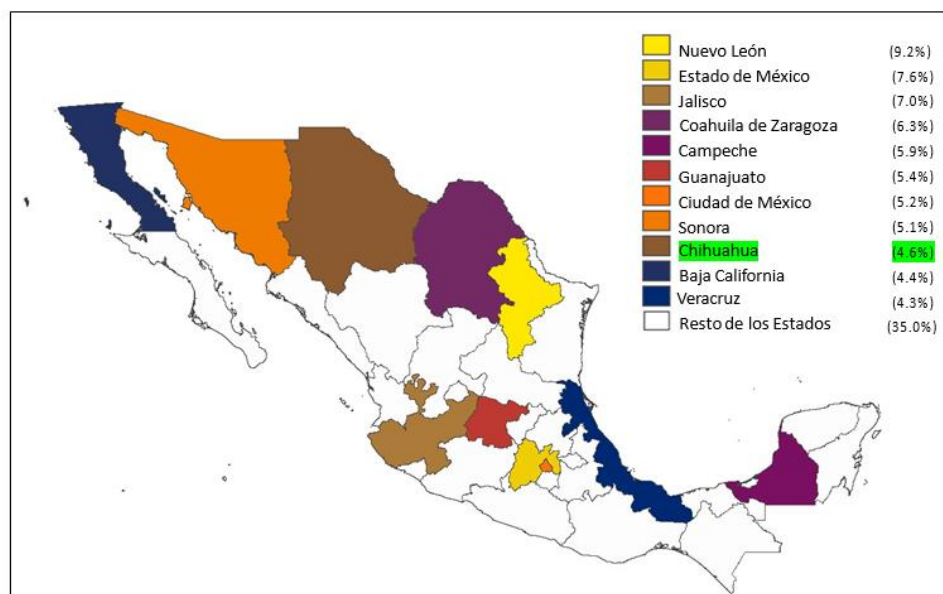 Nuevo León (9.2%)
Estado de México (7.6%)
Jalisco (7.0%)
Coahuila de Zaragoza (6.3%)
Campeche (5.9%)
Guanajuato (5.4%)
Ciudad de México (5.2%)
Sonora (5.1%)
Chihuahua (4.6%)
Baja California (4.4%)
Veracruz (4.3%)
Resto de los Estados (35.0%)